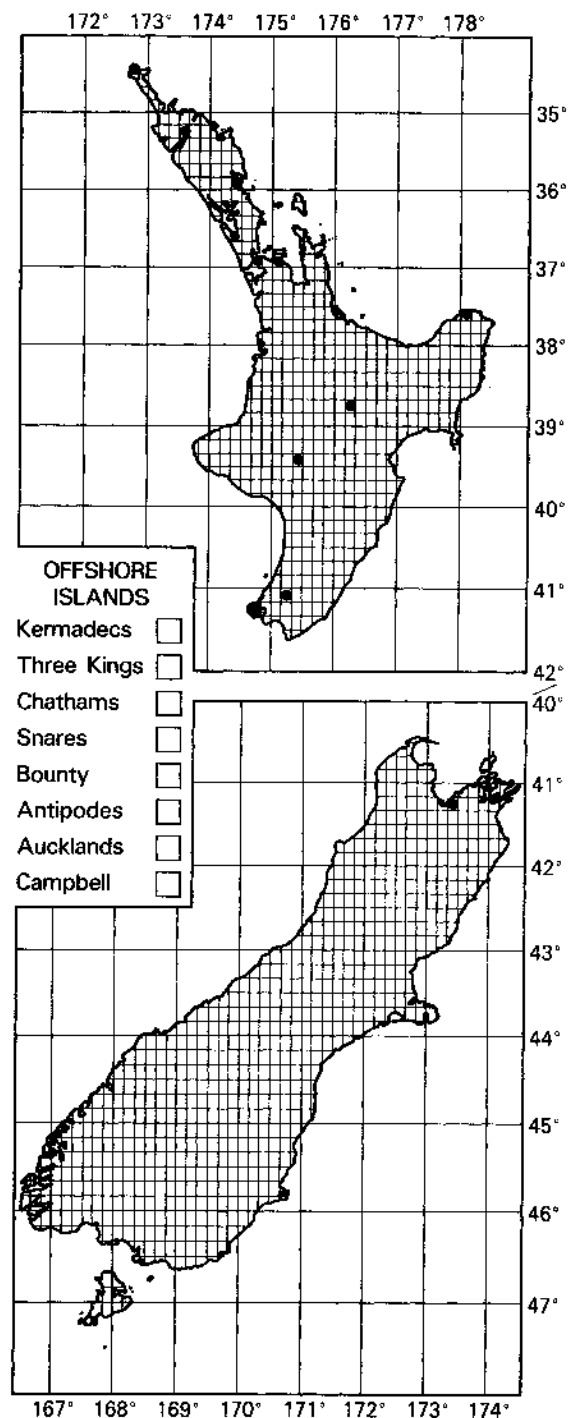 172° 173° 174° 175° 176° 177° 178°
35°
36°
37°
38°
39°
40°
41°
42°
OFFSHORE
ISLANDS
Kermadecs
Three Kings
Chathams
Snares
Bounty
Antipodes
Aucklands
Campbell
40°
41°
42°
43°
44°
45°
46°
47°
167° 168° 169° 170° 171° 172° 173° 174°